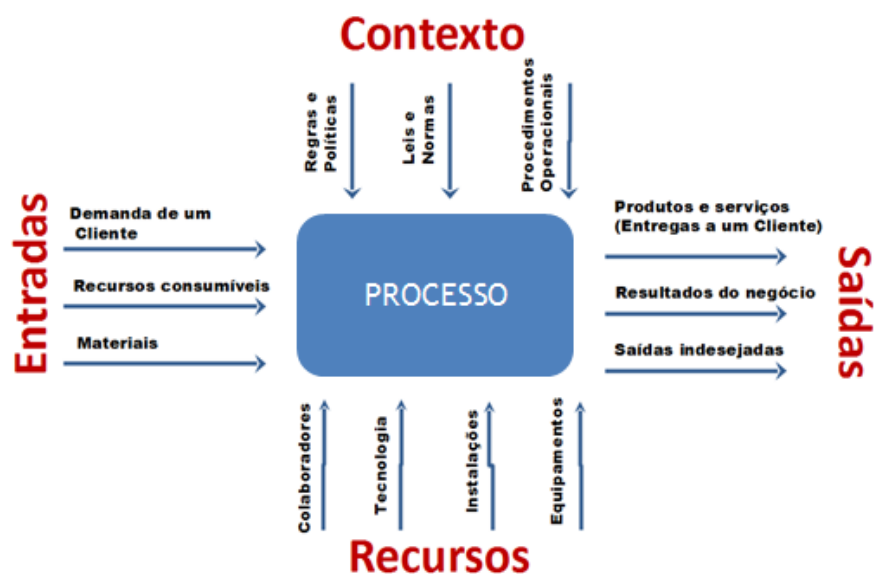 Contexto
Regras e
Políticas
Leis e
Normas
Procedimentos
Operacionais
Entradas
Demanda de um
Cliente
Recursos consumíveis
Materiais
PROCESSO
Produtos e serviços
(Entregas a um Cliente)
Resultados do negócio
Saídas indesejadas
Saídas
Colaboradores
Tecnologia
Instalações
Equipamentos
Recursos